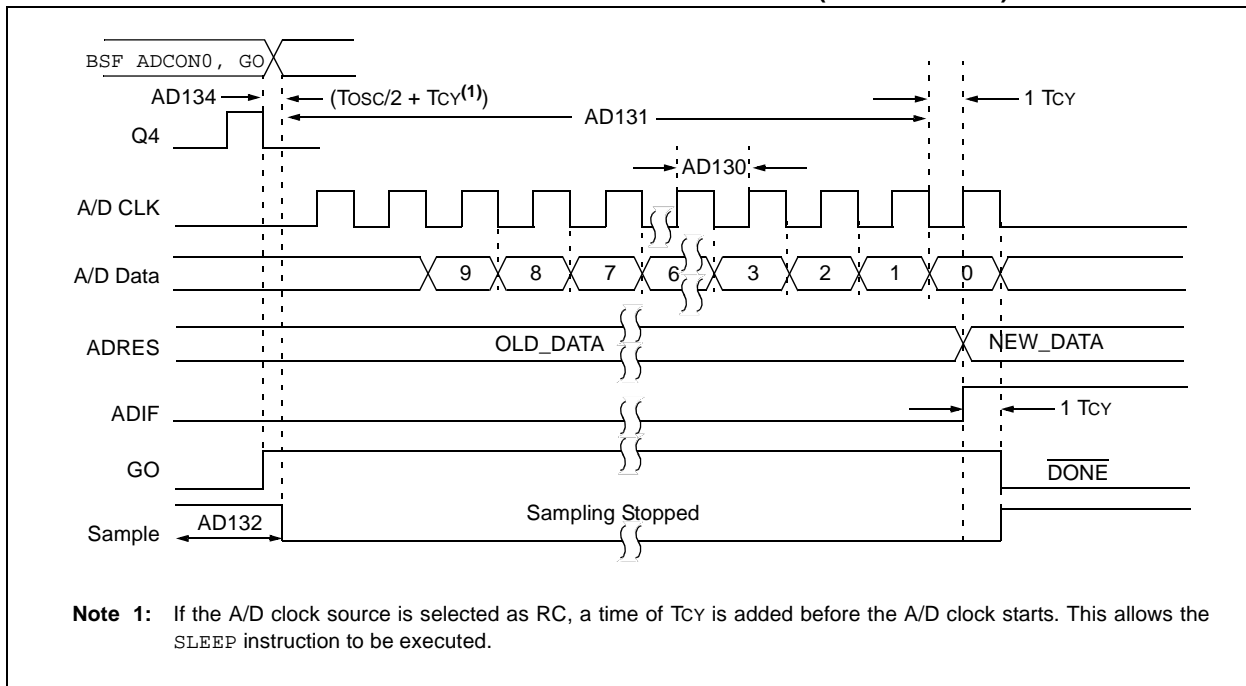 BSF ADCON0, GO
AD134
(TOSC/2 + TCY(1))
1 TCY
AD131
Q4
AD130
A/D CLK
A/D Data
9 8 7 6 3 2 1 0
ADRES
OLD_DATA
NEW_DATA
ADIF
1 TCY
GO
DONE
Sample
AD132
Sampling Stopped
Note 1: If the A/D clock source is selected as RC, a time of TCY is added before the A/D clock starts. This allows the
SLEEP instruction to be executed.